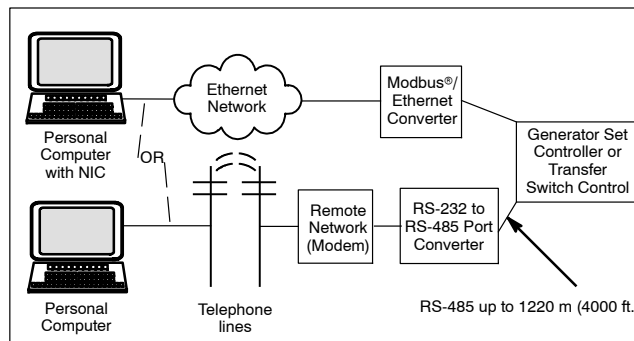 Personal
Computer
with NIC
Ethernet
Network
Modbus®/
Ethernet
Converter
Generator Set
Controller or
Transfer
Switch Control
OR
Personal
Computer
Telephone
lines
Remote
Network
(Modem)
RS-232 to
RS-485 Port
Converter
RS-485 up to 1220 m (4000 ft.